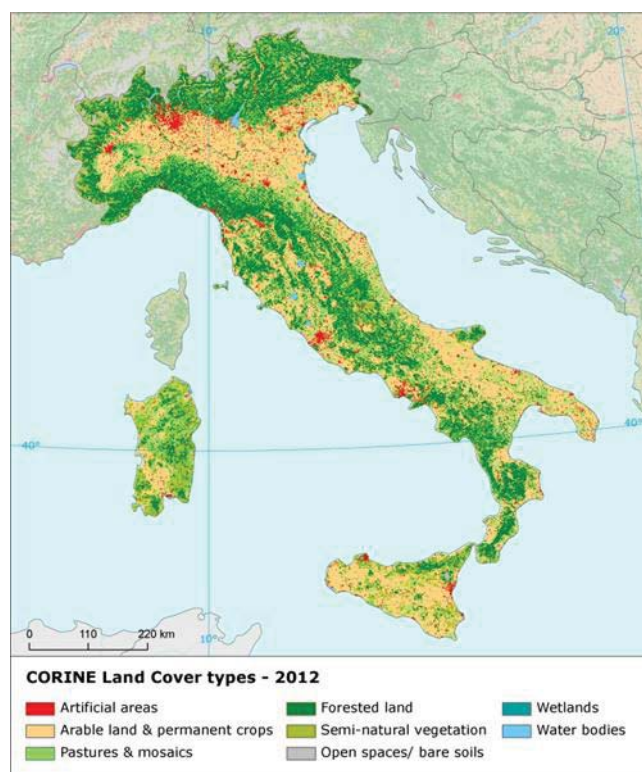 10°
20°
40°
40°
10°
0 110 220 km
CORINE Land Cover types - 2012
Artificial areas
Arable land & permanent crops
Pastures & mosaics
Forested land
Semi-natural vegetation
Open spaces/ bare soils
Wetlands
Water bodies